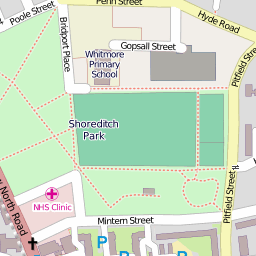 Penn Street
Poole Street
Bridport Place
Hyde Road
Gopsall Street
Whitmore
Primary
School
Pitfield Street
Shoreditch
Park
NHS Clinic
Pitfield Street
North Road
Mintern Street
P
P